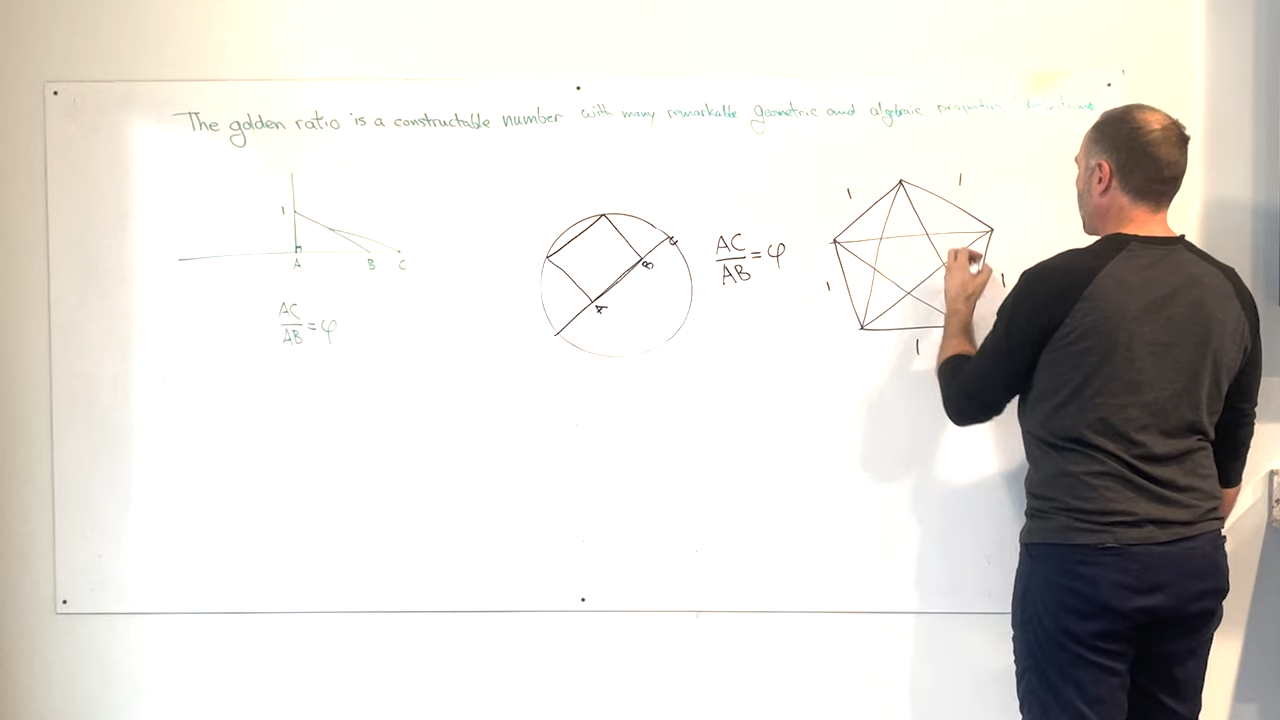 The golden ratio is a constructable number with many remarkable geometric and algebraic
1
A B C
AC
AB = φ
A B C
AC
AB = φ
1 1
1 1
1